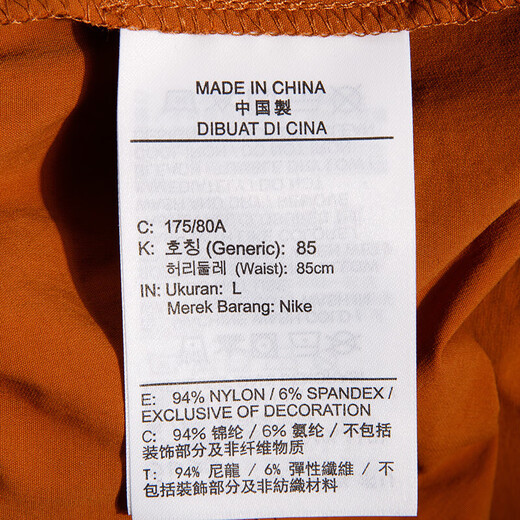 MADE IN CHINA
中国製
DIBUAT DI CINA
C: 175/80A
K: 호칭 (Generic): 85
허리둘레 (Waist): 85cm
IN: Ukuran: L
Merek Barang: Nike
E: 94% NYLON / 6% SPANDEX /
EXCLUSIVE OF DECORATION
C: 94% 锦纶 / 6% 氨纶 / 不包括
装饰部分及非纤维物质
T: 94% 尼龍 / 6% 彈性纖維 / 不
包括裝飾部分及非紡織材料